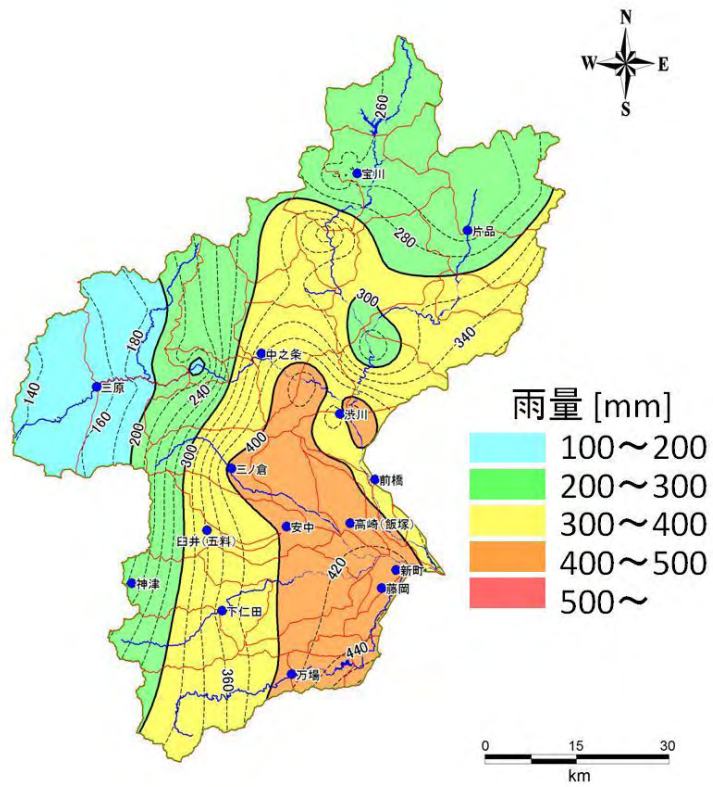 N
W E
S
260
宝川
片品
280
300
340
180
中之条
140
三原
240
160
200
渋川
400
300
三ノ倉
前橋
臼井(五料)
安中
高崎(飯塚)
420
新町
神津
藤岡
下仁田
440
360
万場
雨量 [mm]
100～200
200～300
300～400
400～500
500～
0 15 30
km